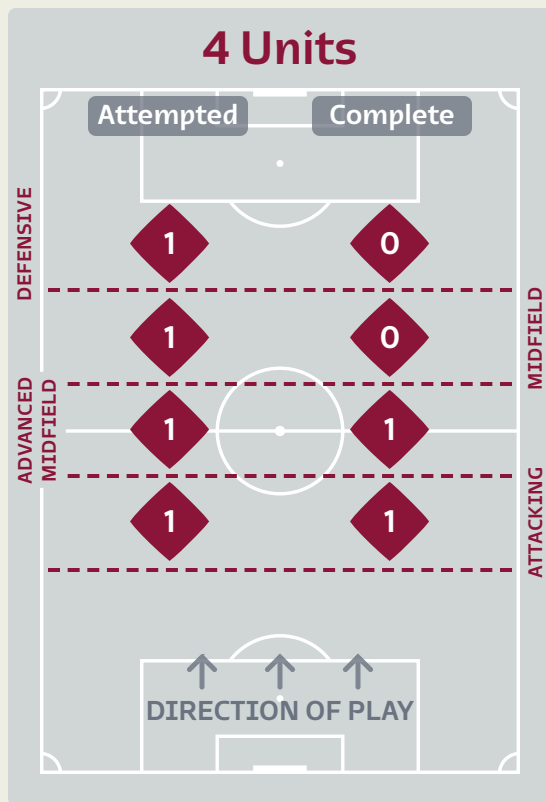 4 Units
Attempted Complete
DEFENSIVE
1 0
MIDFIELD
1 0
ADVANCED
MIDFIELD
1 1
ATTACKING
1 1
DIRECTION OF PLAY